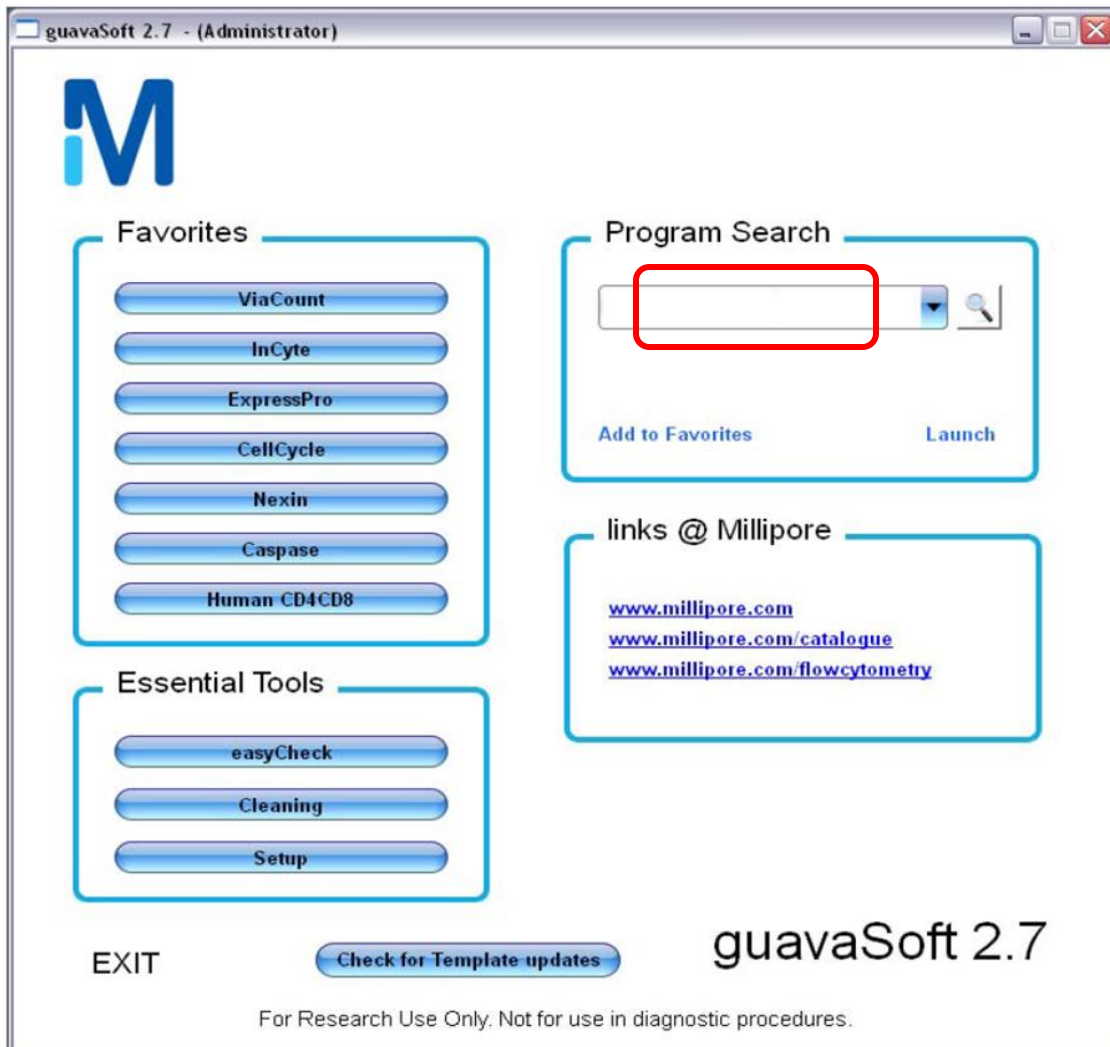 guavaSoft 2.7 - (Administrator)
M
Favorites
ViaCount
InCyte
ExpressPro
CellCycle
Nexin
Caspase
Human CD4CD8
Essential Tools
easyCheck
Cleaning
Setup
Program Search
Add to Favorites
Launch
links @ Millipore
www.millipore.com
www.millipore.com/catalogue
www.millipore.com/flowcytometry
EXIT
Check for Template updates
guavaSoft 2.7
For Research Use Only. Not for use in diagnostic procedures.